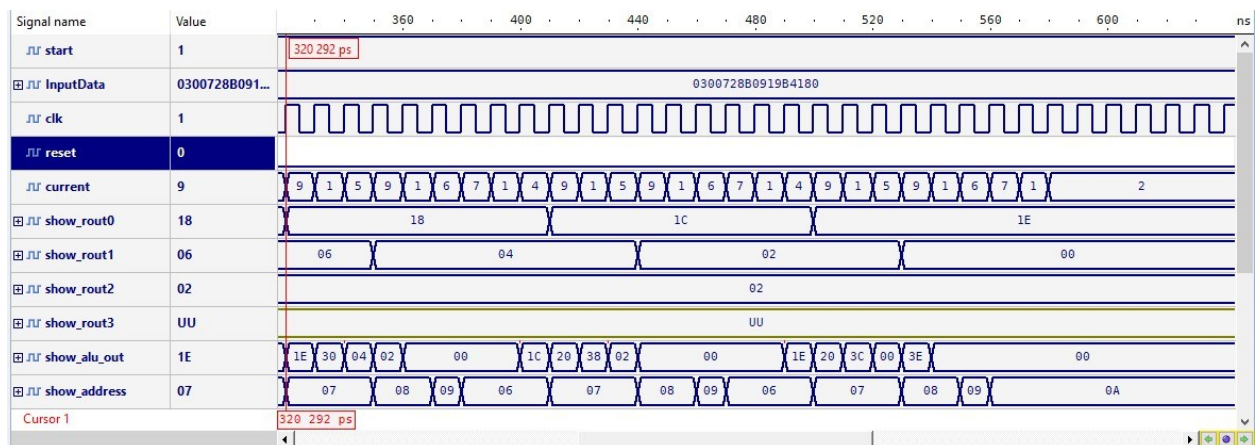 Signal name Value 360 400 440 480 520 560 600 ns
start 1 320 292 ps
InputData 0300728B091... 0300728B0919B4180
clk 1
reset 0
current 9 9 1 5 9 1 6 7 1 4 9 1 5 9 1 6 7 1 4 9 1 5 9 1 6 7 1 2
show_rout0 18 18 1C 1E
show_rout1 06 06 04 02 00
show_rout2 02 02
show_rout3 UU UU
show_alu_out 1E 1E 30 04 02 00 1C 20 38 02 00 1E 20 3C 00 3E 00
show_address 07 07 08 09 06 07 08 09 06 07 08 09 0A
Cursor 1 320 292 ps